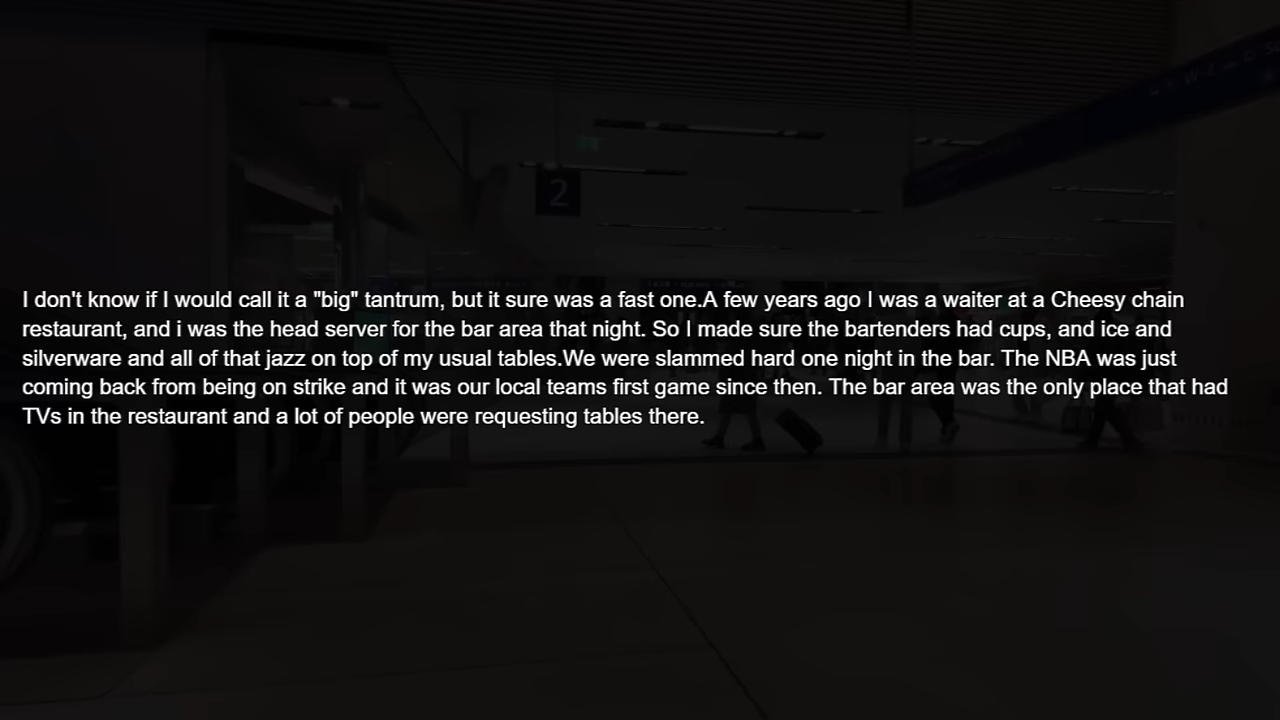 2
I don't know if I would call it a "big" tantrum, but it sure was a fast one.A few years ago I was a waiter at a Cheesy chain
restaurant, and i was the head server for the bar area that night. So I made sure the bartenders had cups, and ice and
silverware and all of that jazz on top of my usual tables.We were slammed hard one night in the bar. The NBA was just
coming back from being on strike and it was our local teams first game since then. The bar area was the only place that had
TVs in the restaurant and a lot of people were requesting tables there.